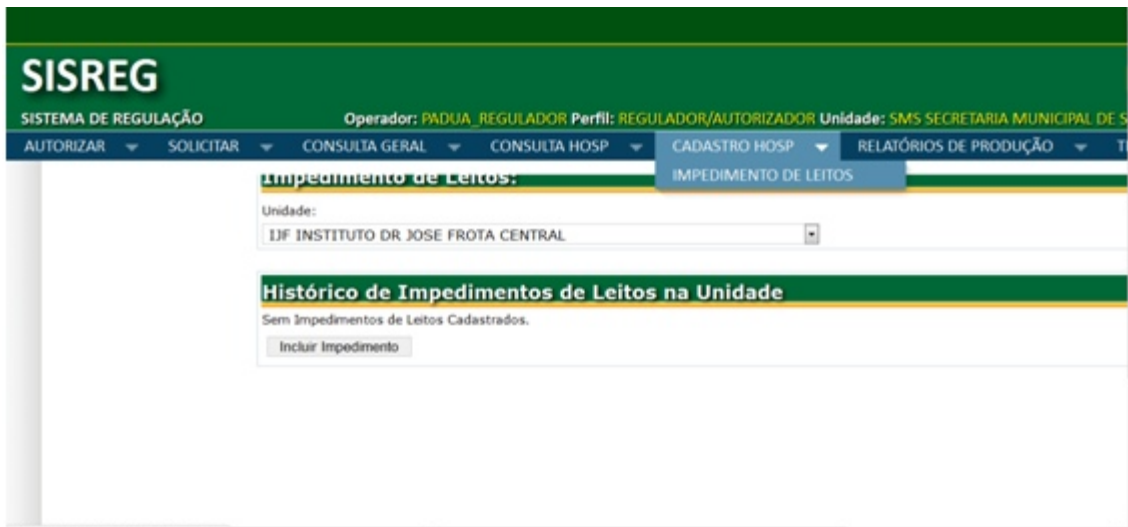 SISREG
SISTEMA DE REGULAÇÃO Operador: PADUA_REGULADOR Perfil: REGULADOR/AUTORIZADOR Unidade: SMS SECRETARIA MUNICIPAL DE S
AUTORIZAR SOLICITAR CONSULTA GERAL CONSULTA HOSP CADASTRO HOSP RELATÓRIOS DE PRODUÇÃO
IMPEDIMENTO DE LEITOS
Impedimento de Leitos:
Unidade:
IJF INSTITUTO DR JOSE FROTA CENTRAL
Histórico de Impedimentos de Leitos na Unidade
Sem Impedimentos de Leitos Cadastrados.
Incluir Impedimento